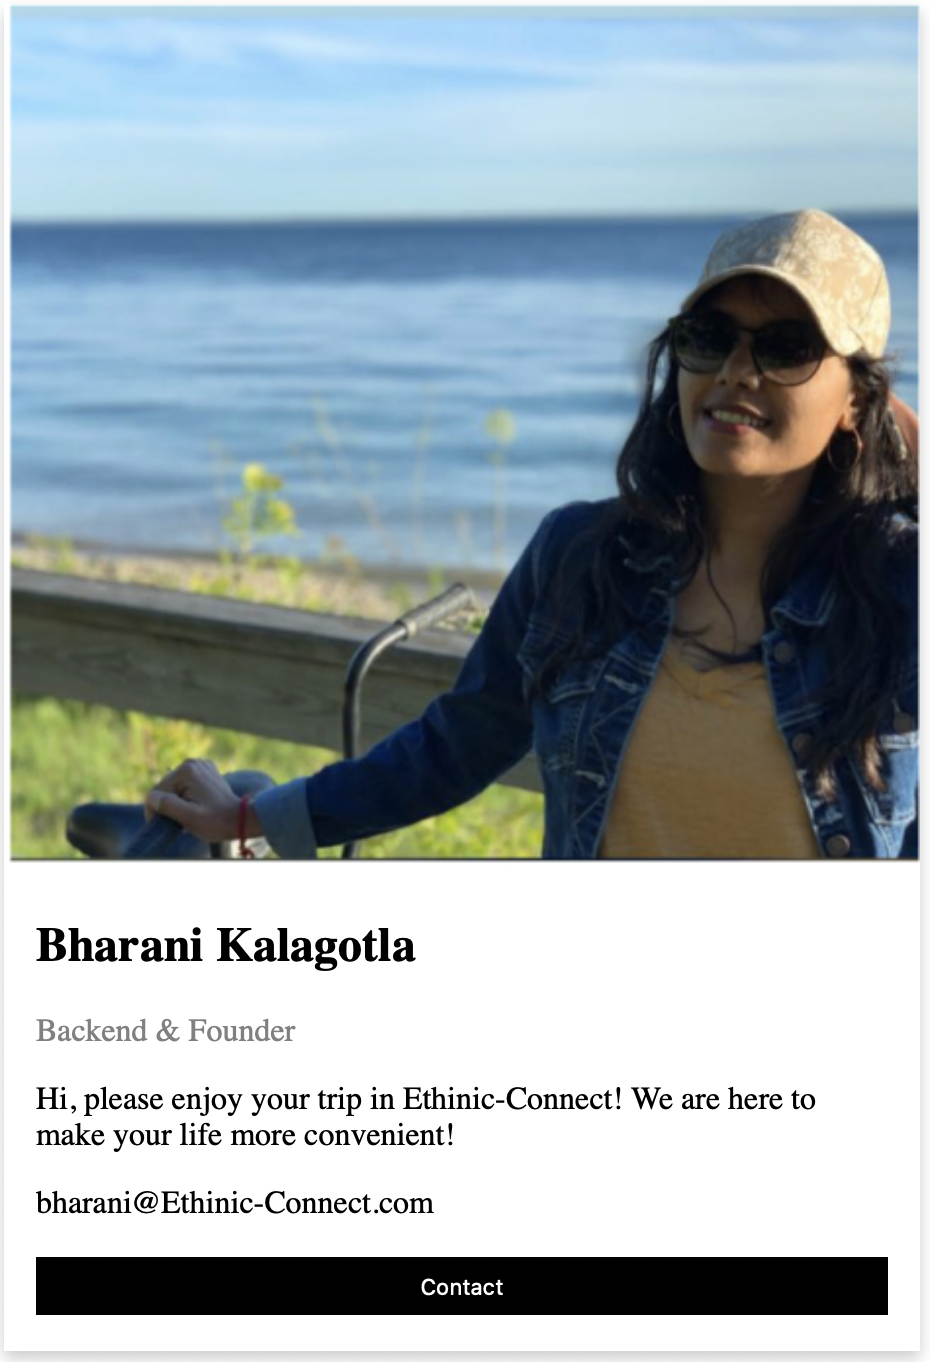 Bharani Kalagotla
Backend & Founder
Hi, please enjoy your trip in Ethinic-Connect! We are here to
make your life more convenient!
bharani@Ethinic-Connect.com
Contact